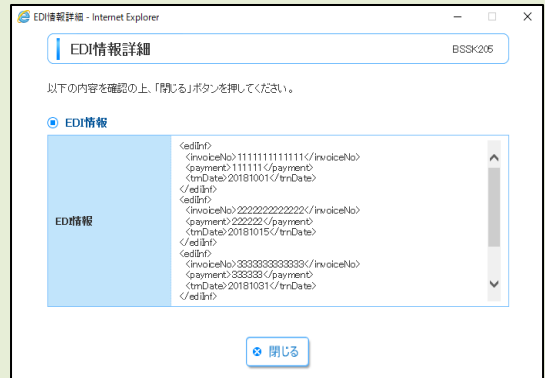 EDI情報詳細 - Internet Explorer
EDI情報詳細
BSSK205
以下の内容を確認の上、「閉じる」ボタンを押してください。
EDI情報
EDI情報
<ediInf>
<invoiceNo>1111111111111</invoiceNo>
<payment>111111</payment>
<trnDate>20181001</trnDate>
</ediInf>
<ediInf>
<invoiceNo>2222222222222</invoiceNo>
<payment>222222</payment>
<trnDate>20181015</trnDate>
</ediInf>
<ediInf>
<invoiceNo>3333333333333</invoiceNo>
<payment>333333</payment>
<trnDate>20181031</trnDate>
</ediInf>
閉じる